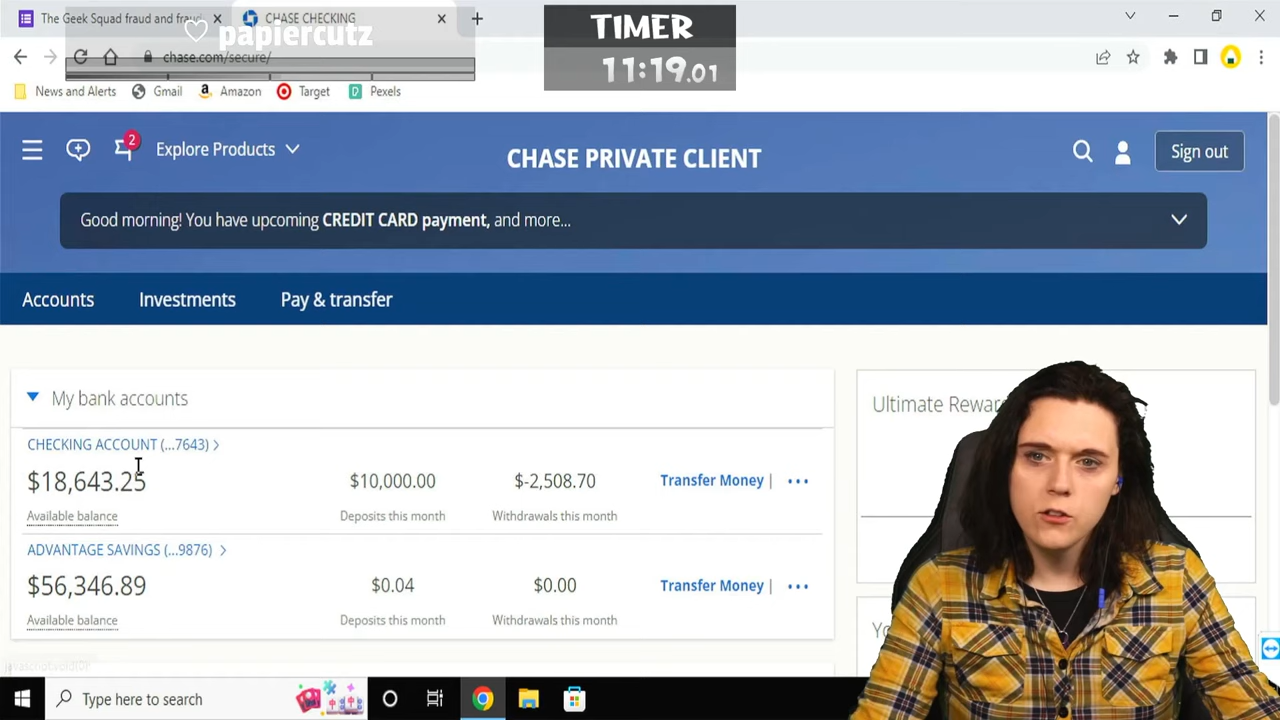 The Geek Squad fraud and frau
CHASE CHECKING
papiercutz
TIMER
11:19.01
chase.com/secure/
News and Alerts
Gmail
Amazon
Target
Pexels
2
Explore Products
CHASE PRIVATE CLIENT
Sign out
Good morning! You have upcoming CREDIT CARD payment, and more...
Accounts
Investments
Pay & transfer
My bank accounts
Ultimate Rewar
CHECKING ACCOUNT (...7643)
$18,643.25
$10,000.00
$-2,508.70
Transfer Money |
Available balance
Deposits this month
Withdrawals this month
ADVANTAGE SAVINGS (...9876)
$56,346.89
$0.04
$0.00
Transfer Money |
Available balance
Deposits this month
Withdrawals this month
Yo
Type here to search